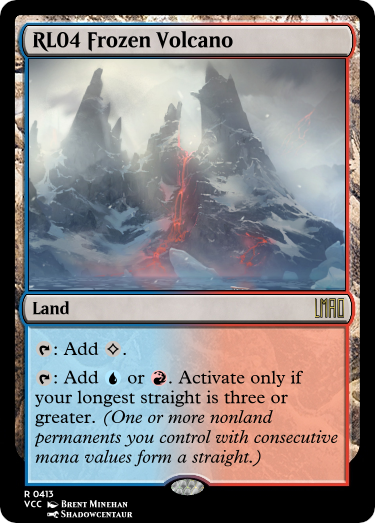 RL04 Frozen Volcano
Land
LMAC
: Add .
: Add or . Activate only if
your longest straight is three or
greater. (One or more nonland
permanents you control with consecutive
mana values form a straight.)
R 0413
VCC Brent Minehan
Shadowcentaur